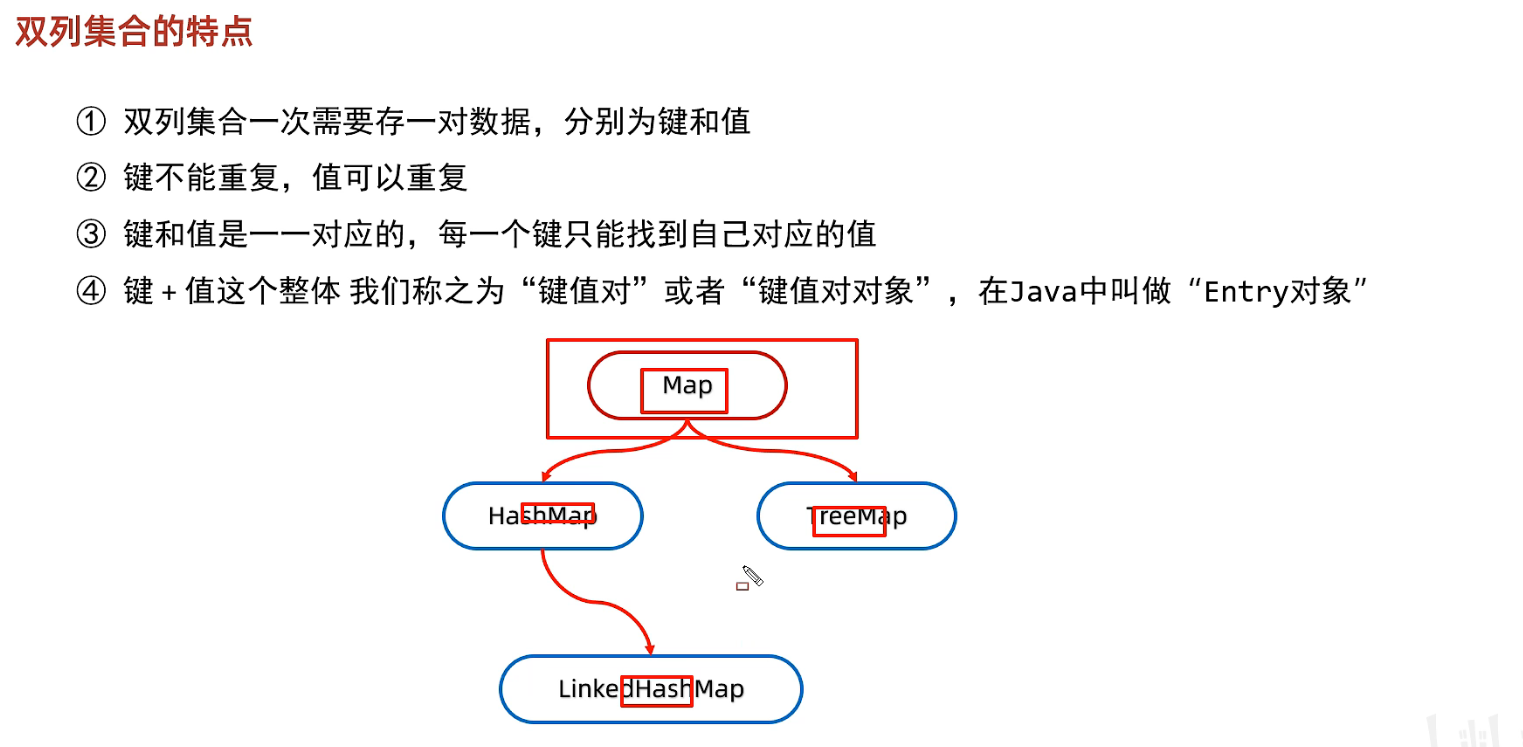 双列集合的特点
① 双列集合一次需要存一对数据，分别为键和值
② 键不能重复，值可以重复
③ 键和值是一一对应的，每一个键只能找到自己对应的值
④ 键+值这个整体 我们称之为“键值对”或者“键值对对象”，在Java中叫做“Entry对象”
Map
HashMap
TreeMap
LinkedHashMap